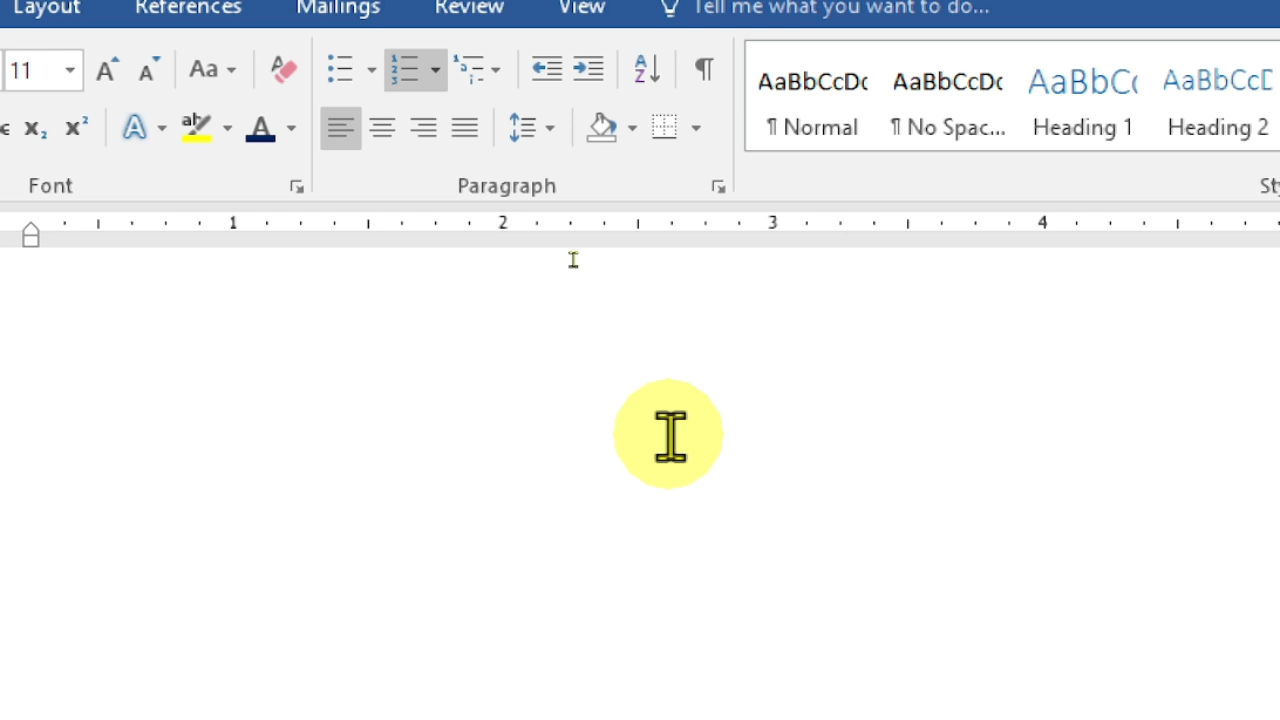 Layout References Mailings Review View Tell me what you want to do...
11 Aa
AaBbCcDc AaBbCcDc AaBbC AaBbCcD
¶ Normal ¶ No Spac... Heading 1 Heading 2
Font Paragraph
1 2 3 4